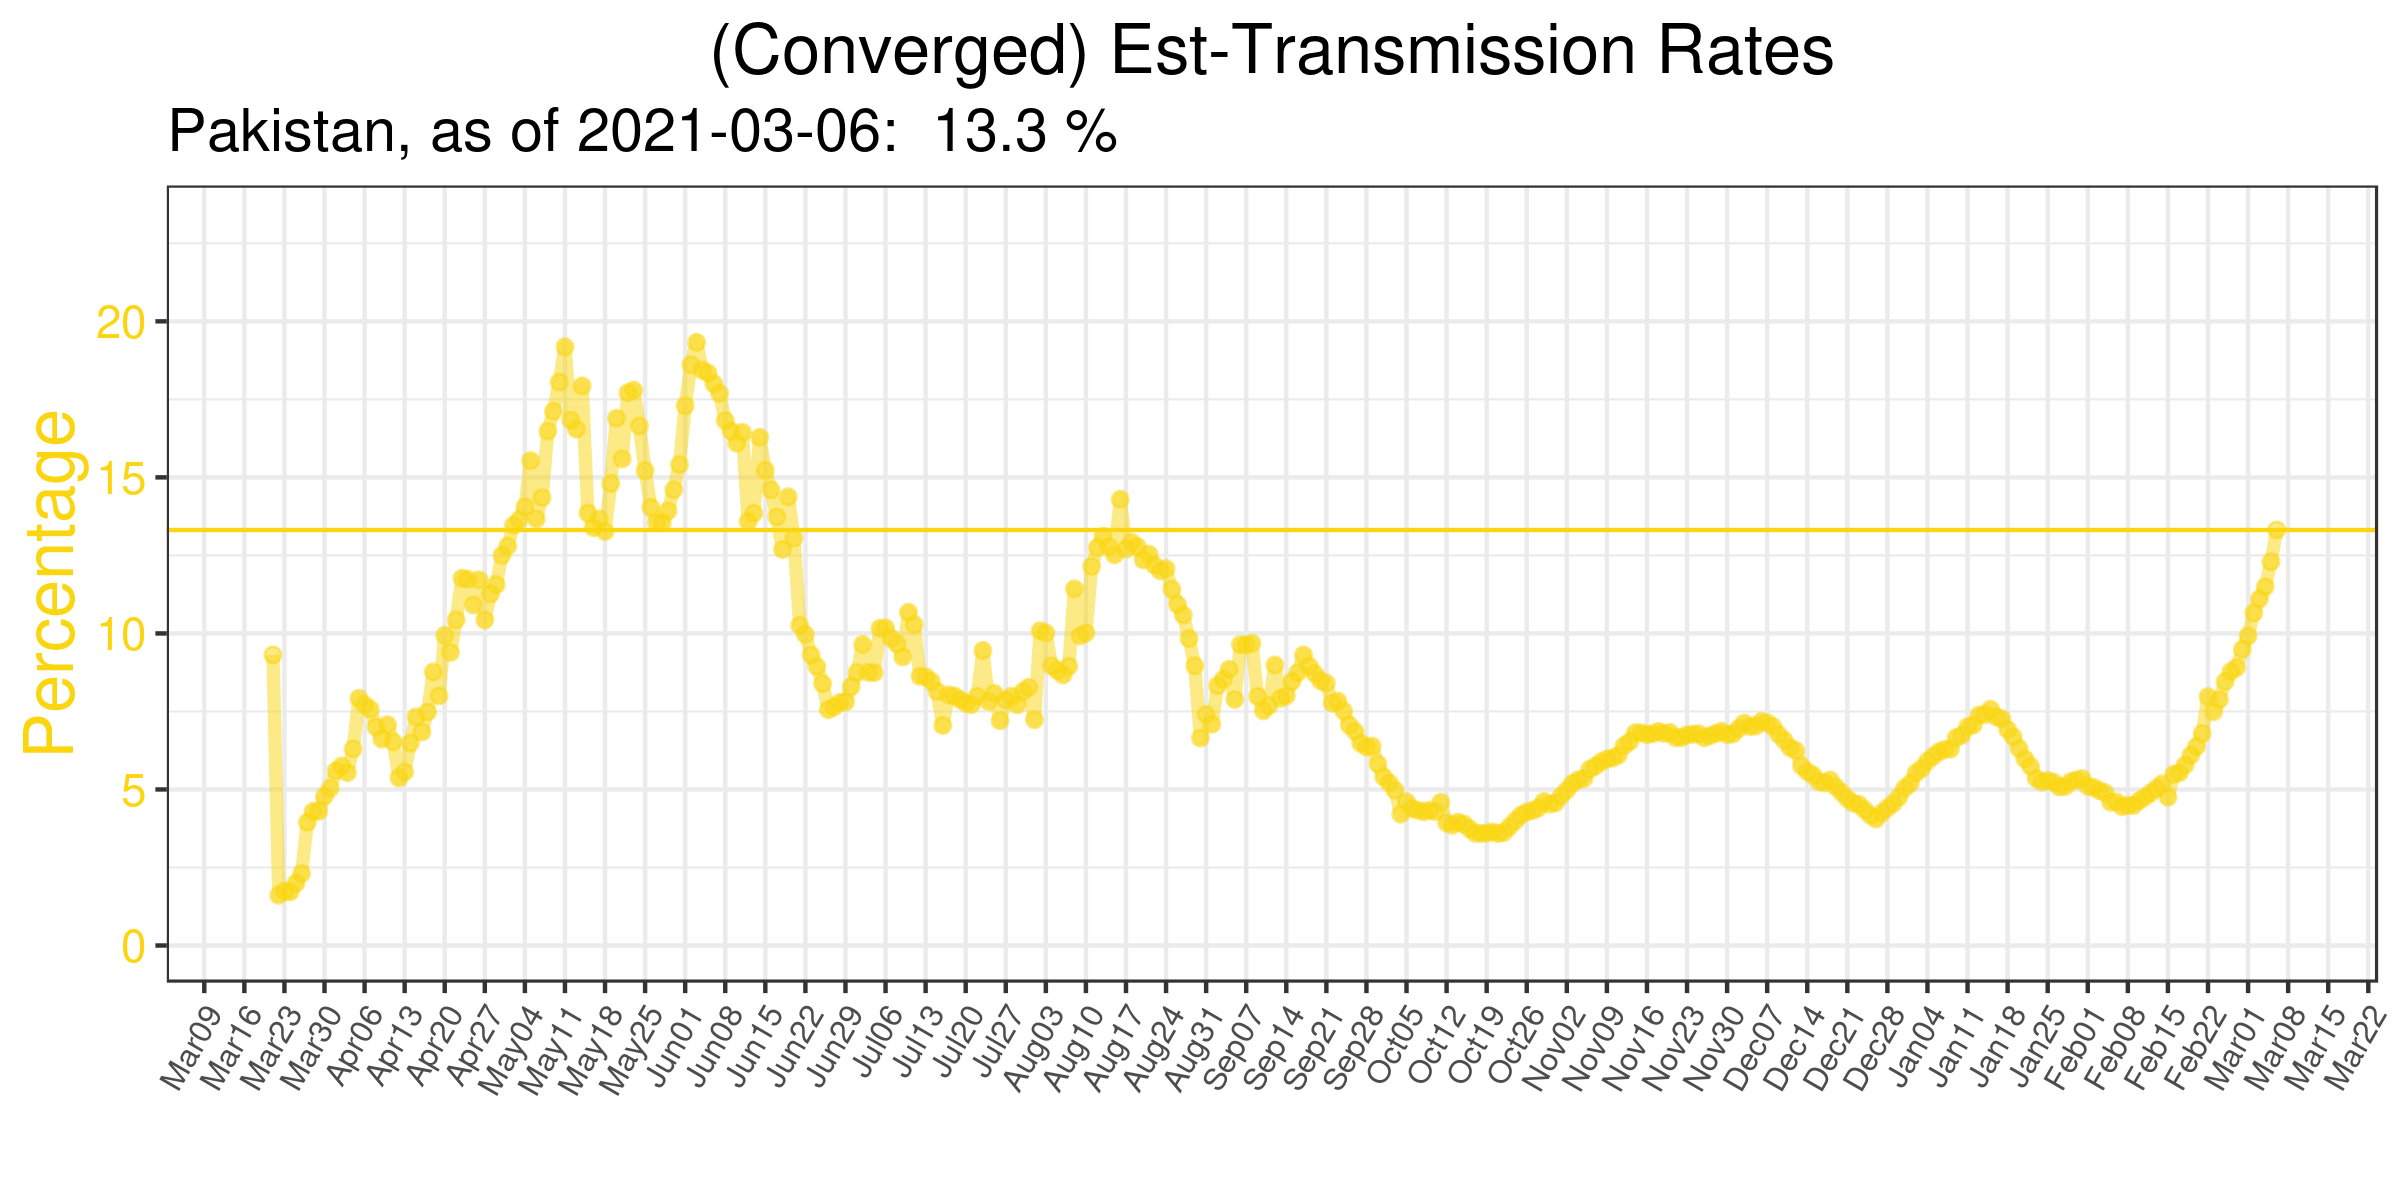 (Converged) Est-Transmission Rates
Pakistan, as of 2021-03-06:  13.3 %
Percentage
20
15
10
5
0
Mar09
Mar16
Mar23
Mar30
Apr06
Apr13
Apr20
Apr27
May04
May11
May18
May25
Jun01
Jun08
Jun15
Jun22
Jun29
Jul06
Jul13
Jul20
Jul27
Aug03
Aug10
Aug17
Aug24
Aug31
Sep07
Sep14
Sep21
Sep28
Oct05
Oct12
Oct19
Oct26
Nov02
Nov09
Nov16
Nov23
Nov30
Dec07
Dec14
Dec21
Dec28
Jan04
Jan11
Jan18
Jan25
Feb01
Feb08
Feb15
Feb22
Mar01
Mar08
Mar15
Mar22